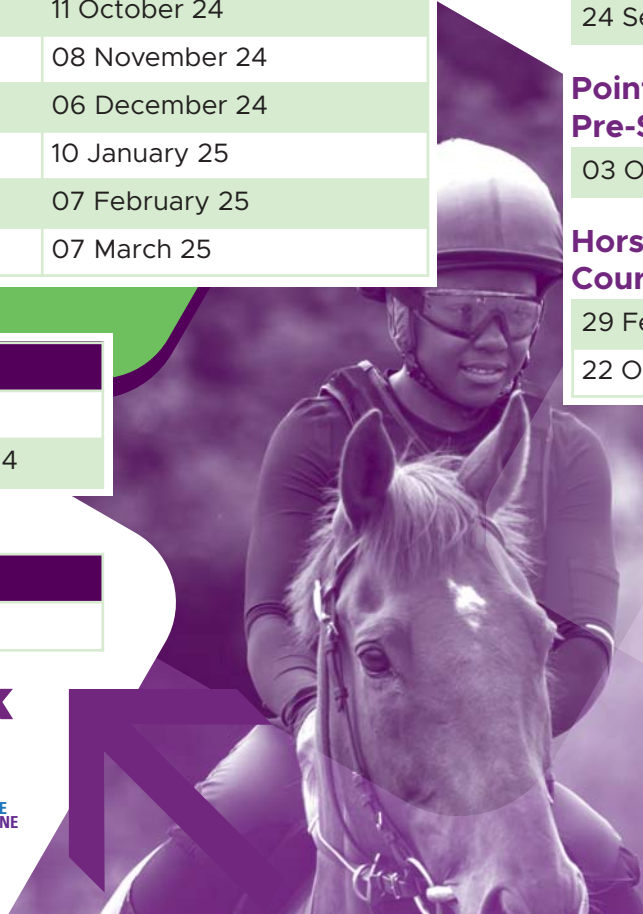 11 October 24
08 November 24
06 December 24
10 January 25
07 February 25
07 March 25
4
24 Se
Point
Pre-S
03 O
Hors
Cour
29 Fe
22 O
E
NE